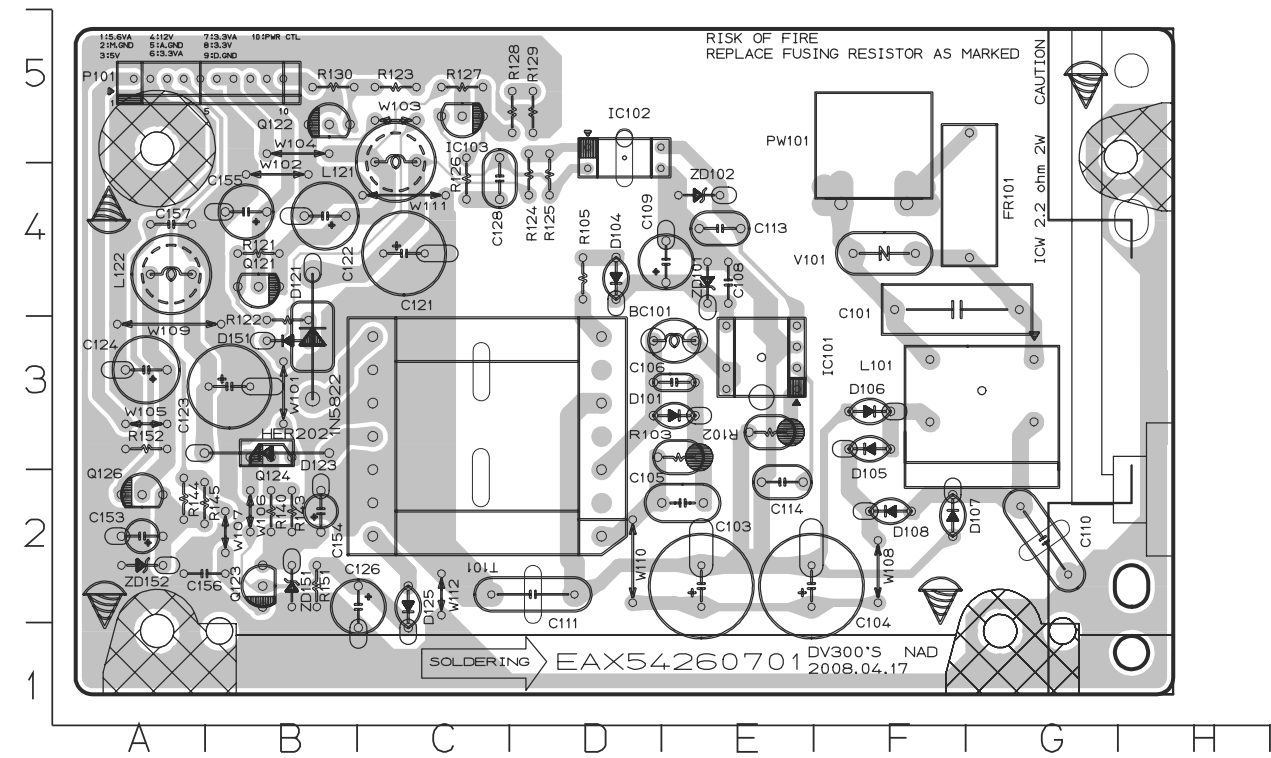 5
4
3
2
1
1:5.6VA 4:12V 7:3.3VA 10:PWR CTL
2:M.GND 5:A.GND 8:3.3V
3:5V 6:3.3VA 9:D.GND
RISK OF FIRE
REPLACE FUSING RESISTOR AS MARKED
ICW 2.2 ohm 2W CAUTION
P101
1
5
10
R130
R123
R127
R128
R129
W103
Q122
IC103
IC102
PW101
W104
W102
L121
R126
C155
W111
C128
R124
R125
R105
D104
C109
ZD102
C113
FR101
C157
R121
Q121
D121
C122
L122
C121
ZD101
C108
V101
C101
R122
W109
D151
BC101
IC101
L101
C124
C106
D106
W101
1N5822
D101
W105
C123
HER202
R103
R102
R152
D123
D105
Q126
Q124
C105
R144
R145
W106
R140
R143
C114
C153
W107
C154
C103
D108
D107
C110
ZD152
C126
T101
W110
W108
C156
Q123
ZD151
R151
D125
W112
C111
C104
SOLDERING
EAX54260701
DV300'S NAD
2008.04.17
A B C D E F G H I